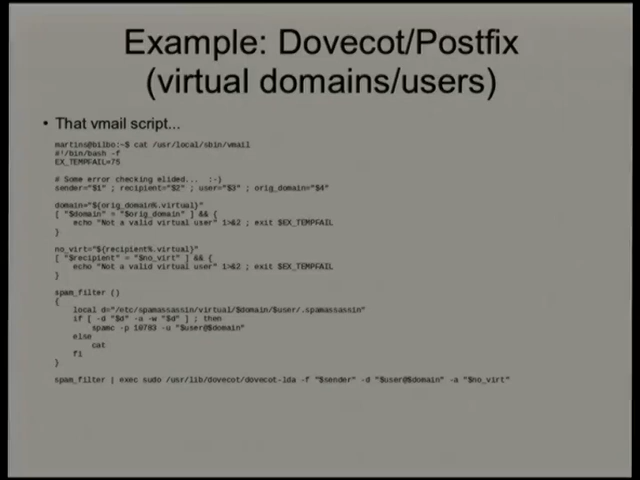 Example: Dovecot/Postfix
(virtual domains/users)
• That vmail script...
martins@bilbo:~$ cat /usr/local/sbin/vmail
#!/bin/bash -f
EX_TEMPFAIL=75
# Some error checking elided... :-)
sender="$1" ; recipient="$2" ; user="$3" ; orig_domain="$4"
domain="${orig_domain%.virtual}"
[ "$domain" = "$orig_domain" ] && {
echo "Not a valid virtual user" 1>&2 ; exit $EX_TEMPFAIL
}
no_virt="${recipient%.virtual}"
[ "$recipient" = "$no_virt" ] && {
echo "Not a valid virtual user" 1>&2 ; exit $EX_TEMPFAIL
}
spam_filter ()
{
local d="/etc/spamassassin/virtual/$domain/$user/.spamassassin"
if [ -d "$d" -a -w "$d" ] ; then
spamc -p 10783 -u "$user@$domain"
else
cat
fi
}
spam_filter | exec sudo /usr/lib/dovecot/dovecot-lda -f "$sender" -d "$user@$domain" -a "$no_virt"